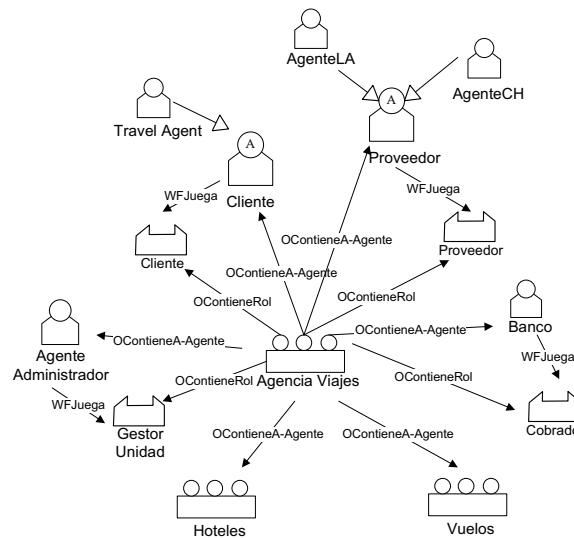 AgenteLA
AgenteCH
Travel Agent
A
A
Proveedor
WFJuega
Cliente
WFJuega
Cliente
OContieneA-Agente
OContieneA-Agente
Proveedor
OContieneRol
OContieneRol
Agente
Administrador
OContieneA-Agente
OContieneA-Agente
Banco
OContieneRol
Agencia Viajes
OContieneRol
WFJuega
WFJuega
Gestor
Unidad
Cobrado
OContieneA-Agente
OContieneA-Agente
Hoteles
Vuelos